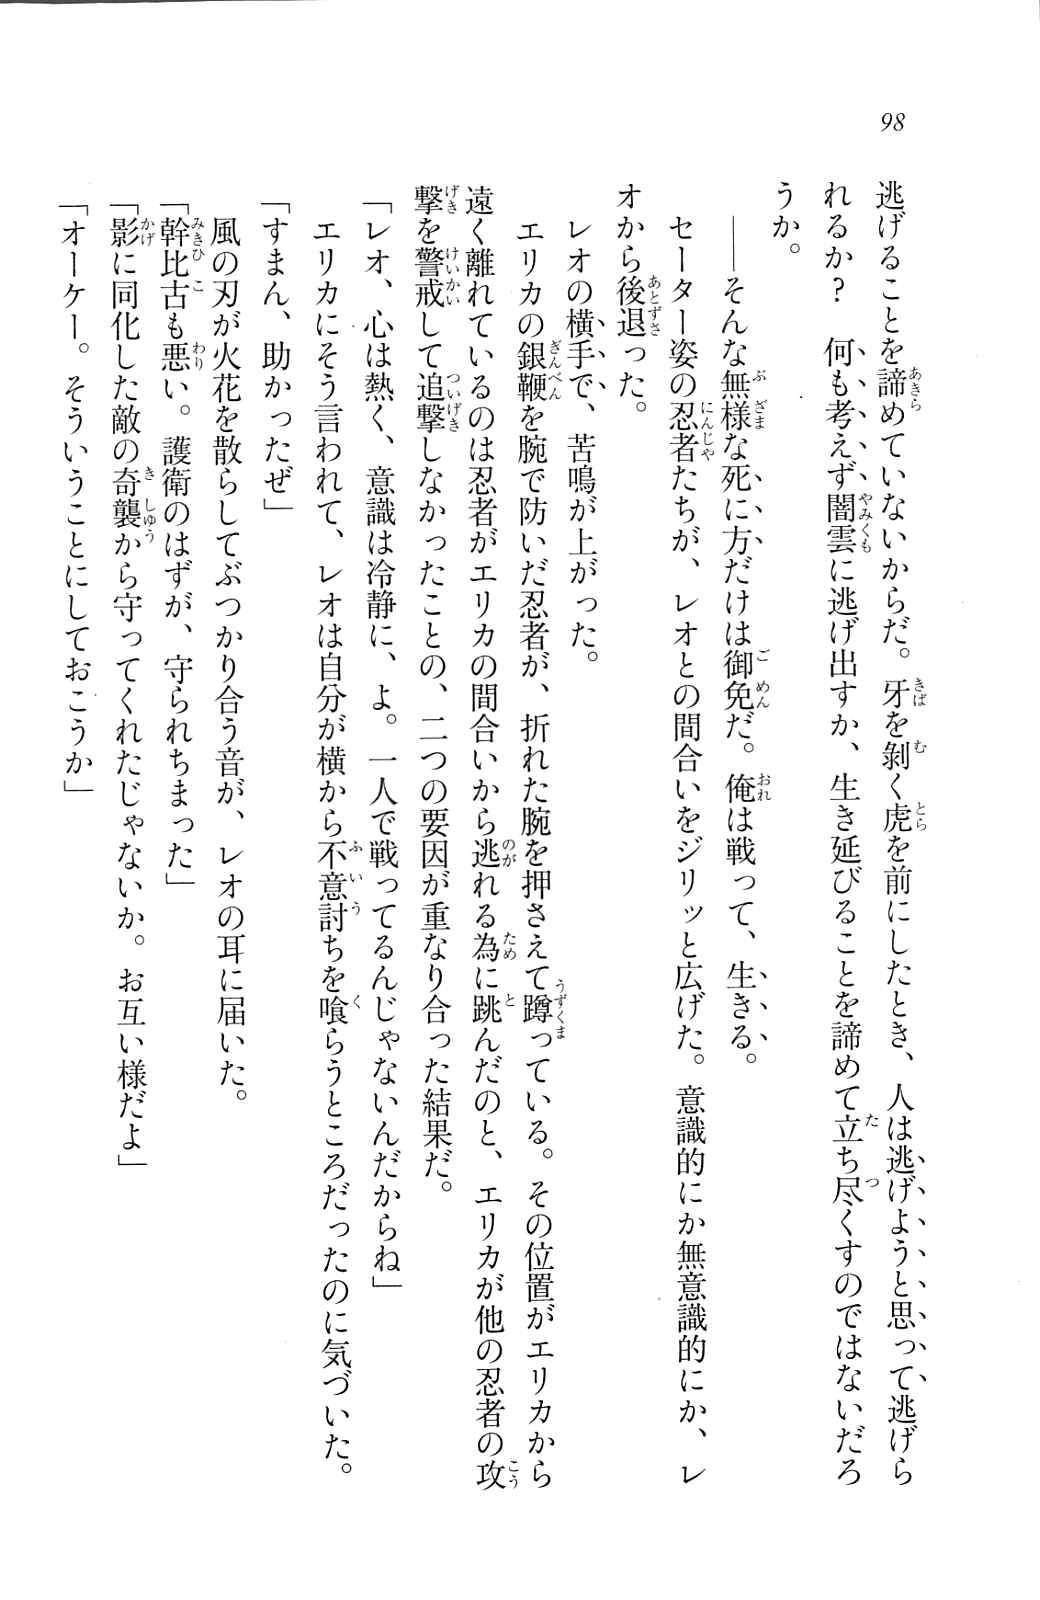 98
逃げることを諦めていないからだ。牙を剝く虎を前にしたとき、人は逃げようと思って逃げら
れるか？　何も考えず闇雲に逃げ出すか、生き延びることを諦めて立ち尽くすのではないだろ
うか。
――そんな無様な死に方だけは御免だ。俺は戦って、生きる。
セーター姿の忍者たちが、レオとの間合いをジリッと広げた。意識的にか無意識的にか、レ
オから後退った。
レオの横手で、苦鳴が上がった。
エリカの銀鞭を腕で防いだ忍者が、折れた腕を押さえて蹲っている。その位置がエリカから
遠く離れているのは忍者がエリカの間合いから逃れる為に跳んだのと、エリカが他の忍者の攻
撃を警戒して追撃しなかったことの、二つの要因が重なり合った結果だ。
「レオ、心は熱く、意識は冷静に、よ。一人で戦ってるんじゃないんだからね」
エリカにそう言われて、レオは自分が横から不意討ちを喰らうところだったのに気づいた。
「すまん、助かったぜ」
風の刃が火花を散らしてぶつかり合う音が、レオの耳に届いた。
「幹比古も悪い。護衛のはずが、守られちまった」
「影に同化した敵の奇襲から守ってくれたじゃないか。お互い様だよ」
「オーケー。そういうことにしておこうか」